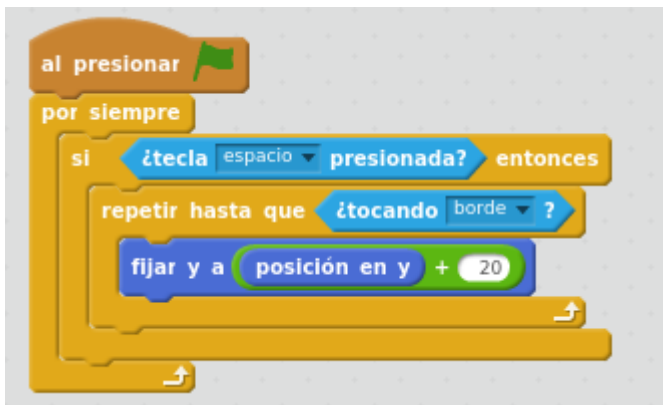 al presionar
por siempre
si ¿tecla espacio presionada? entonces
repetir hasta que ¿tocando borde ?
fijar y a posición en y + 20